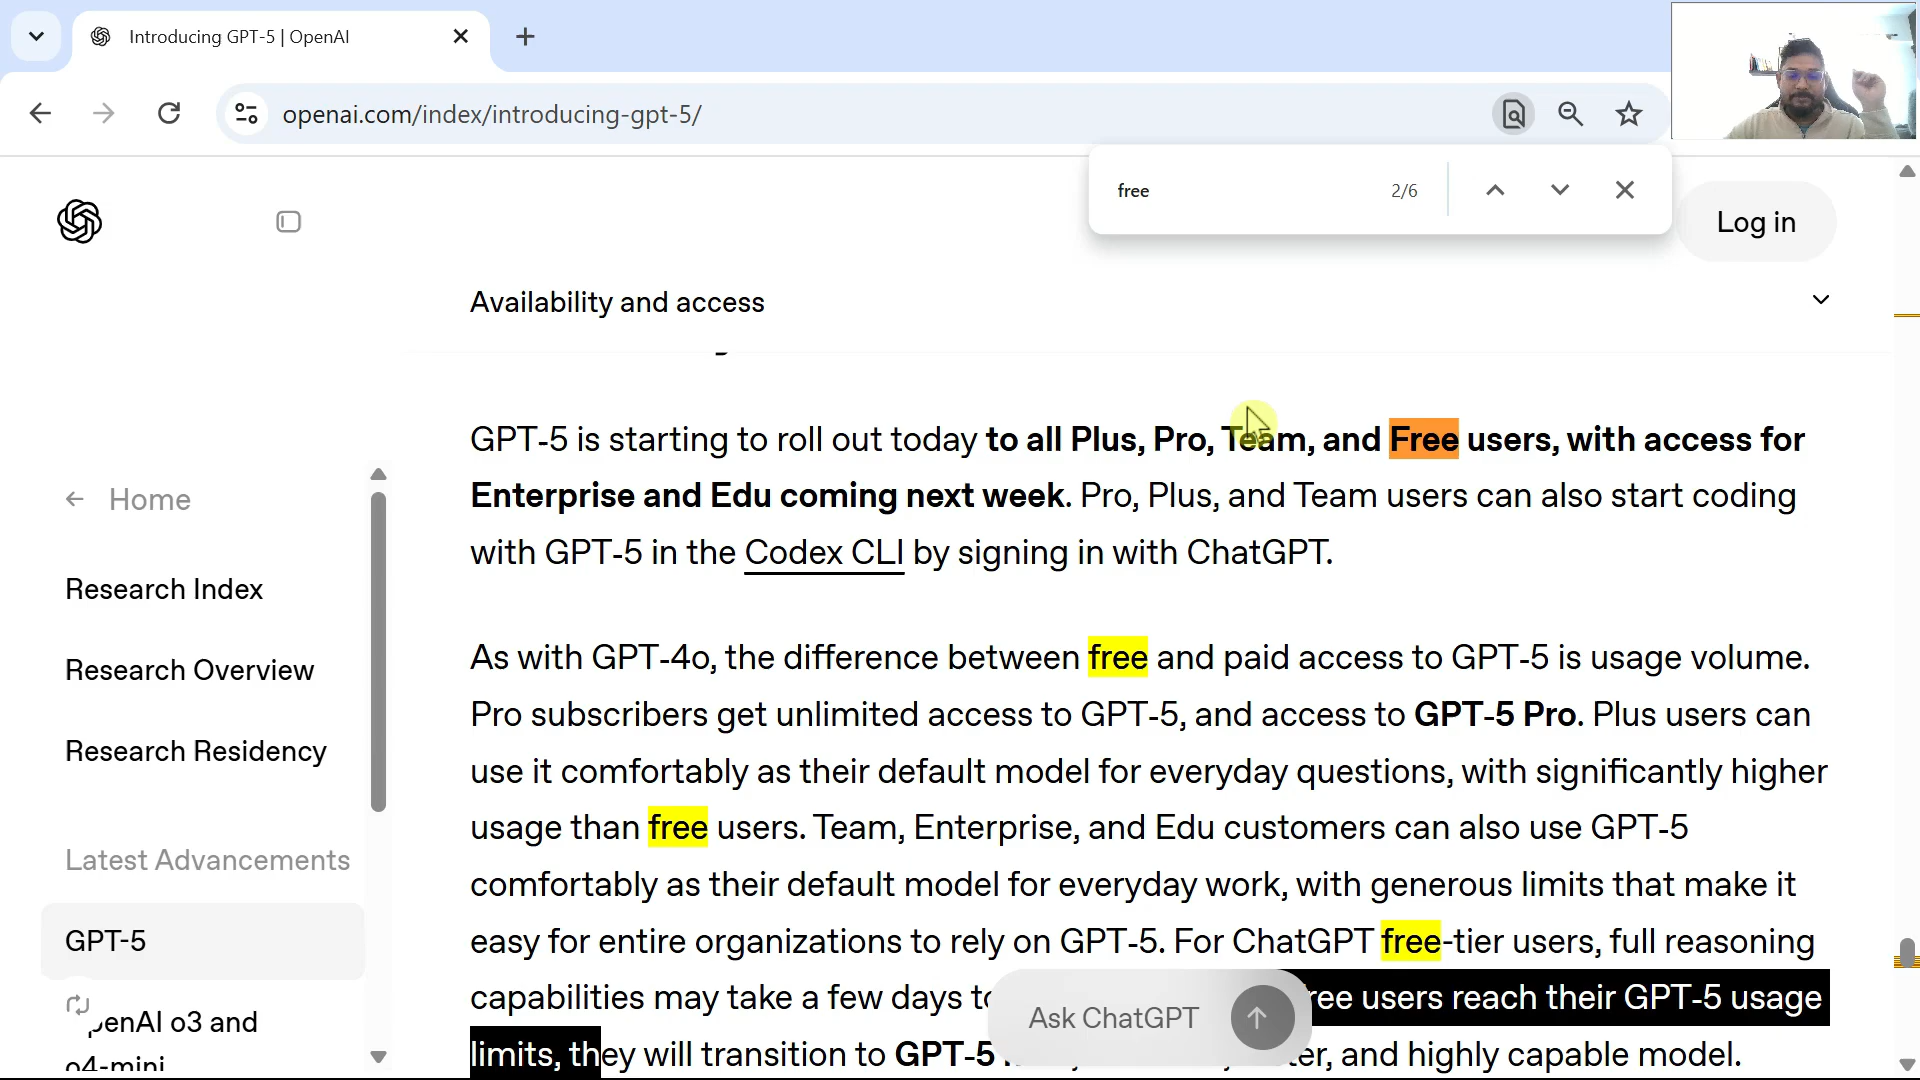 Introducing GPT-5 | OpenAI
openai.com/index/introducing-gpt-5/
free 2/6
Log in
Availability and access
GPT-5 is starting to roll out today to all Plus, Pro, Team, and Free users, with access for
Enterprise and Edu coming next week. Pro, Plus, and Team users can also start coding
with GPT-5 in the Codex CLI by signing in with ChatGPT.
As with GPT-4o, the difference between free and paid access to GPT-5 is usage volume.
Pro subscribers get unlimited access to GPT-5, and access to GPT-5 Pro. Plus users can
use it comfortably as their default model for everyday questions, with significantly higher
usage than free users. Team, Enterprise, and Edu customers can also use GPT-5
comfortably as their default model for everyday work, with generous limits that make it
easy for entire organizations to rely on GPT-5. For ChatGPT free-tier users, full reasoning
capabilities may take a few days free users reach their GPT-5 usage
limits, they will transition to GPT-5 and highly capable model.
Ask ChatGPT
Home
Research Index
Research Overview
Research Residency
Latest Advancements
GPT-5
OpenAI o3 and
o4-mini